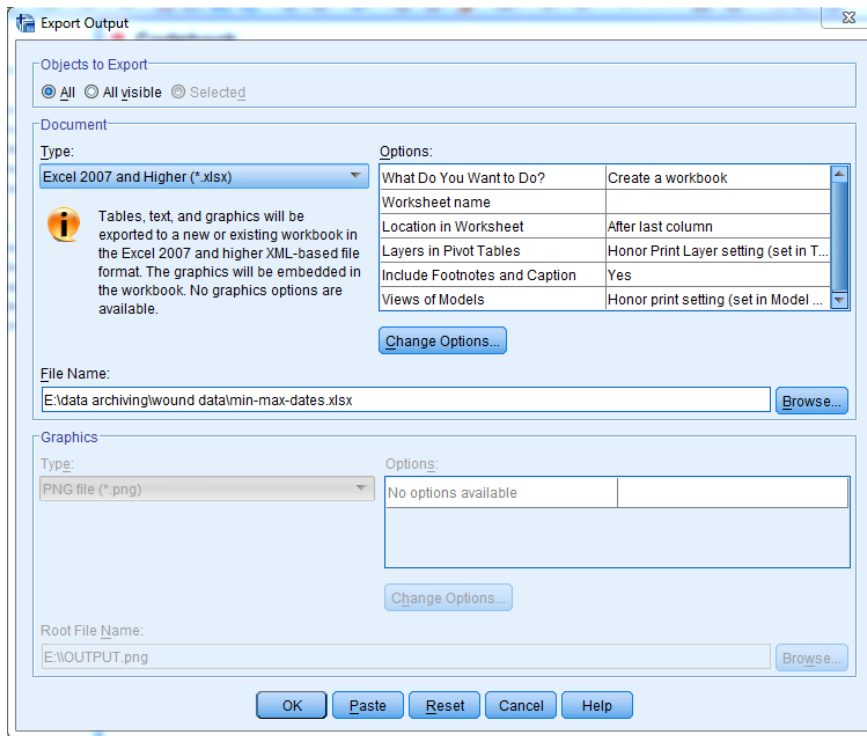 Export Output
Objects to Export
All All visible Selected
Document
Type:
Excel 2007 and Higher (*.xlsx)
Tables, text, and graphics will be
exported to a new or existing workbook in
the Excel 2007 and higher XML-based file
format. The graphics will be embedded in
the workbook. No graphics options are
available.
Options:
What Do You Want to Do? Create a workbook
Worksheet name
Location in Worksheet After last column
Layers in Pivot Tables Honor Print Layer setting (set in T...
Include Footnotes and Caption Yes
Views of Models Honor print setting (set in Model ...
Change Options...
File Name:
E:\data archiving\wound data\min-max-dates.xlsx Browse...
Graphics
Type:
PNG file (*.png)
Options:
No options available
Change Options...
Root File Name:
E:\\OUTPUT.png Browse...
OK Paste Reset Cancel Help